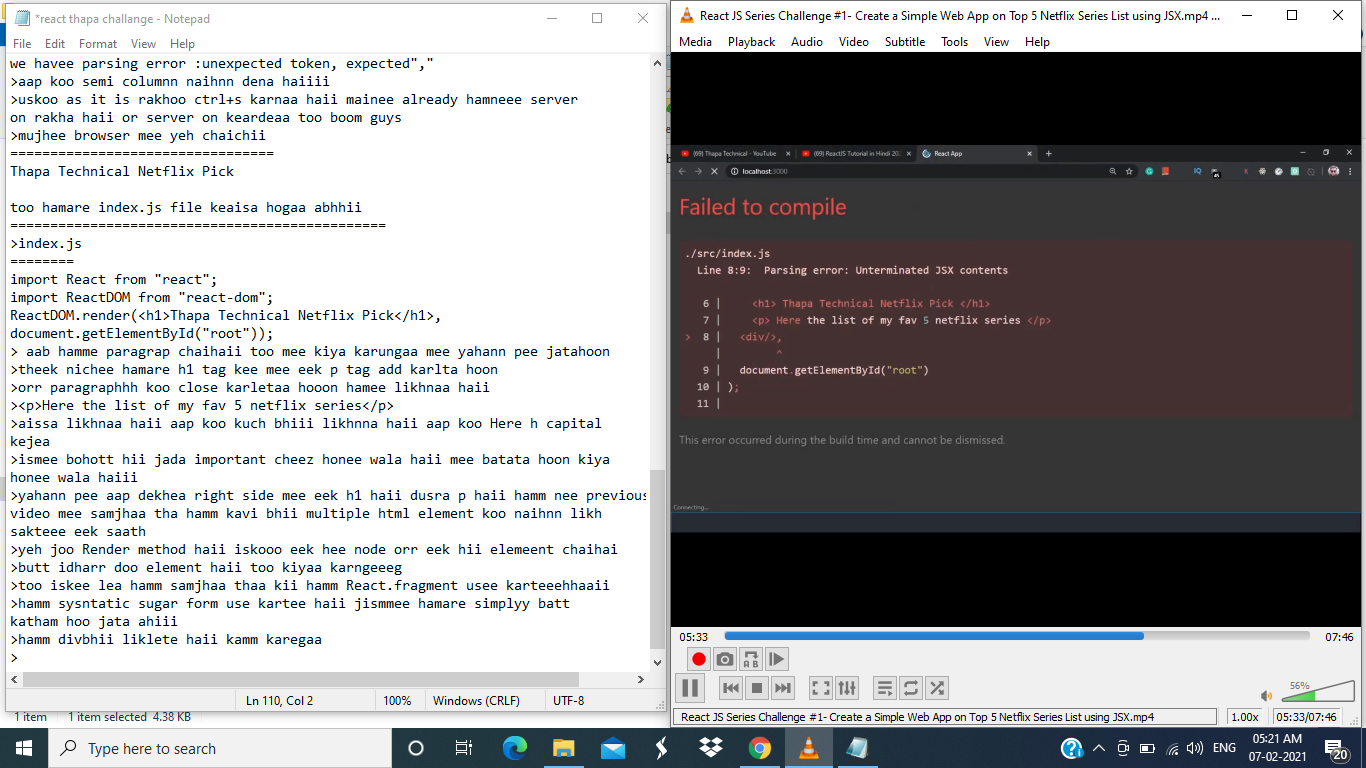 *react thapa challange - Notepad
File Edit Format View Help
we havee parsing error :unexpected token, expected","
>aap koo semi columnn naihnn dena haiiii
>uskoo as it is rakhoo ctrl+s karnaa haii mainee already hamneee server
on rakha haii or server on keardeaa too boom guys
>mujhee browser mee yeh chaichii
=================================
Thapa Technical Netflix Pick
too hamare index.js file keaisa hogaa abhhii
===============================================
>index.js
========
import React from "react";
import ReactDOM from "react-dom";
ReactDOM.render(<h1>Thapa Technical Netflix Pick</h1>,
document.getElementById("root"));
> aab hamme paragrap chaihaii too mee kiya karungaa mee yahann pee jatahoon
>theek nichee hamare h1 tag kee mee eek p tag add karlta hoon
>orr paragraphhh koo close karletaa hooon hamee likhnaa haii
><p>Here the list of my fav 5 netflix series</p>
>aissa likhnaa haii aap koo kuch bhiii likhnna haii aap koo Here h capital
kejea
>ismee bohott hii jada important cheez honee wala haii mee batata hoon kiya
honee wala haiii
>yahann pee aap dekhea right side mee eek h1 haii dusra p haii hamm nee previous
video mee samjhaa tha hamm kavi bhii multiple html element koo naihnn likh
sakteee eek saath
>yeh joo Render method haii iskooo eek hee node orr eek hii elemeent chaihai
>butt idharr doo element haii too kiyaa karngeeeg
>too iskee lea hamm samjhaa thaa kii hamm React.fragment usee karteeehhaaii
>hamm sysntatic sugar form use kartee haii jismmee hamare simplyy batt
katham hoo jata ahiii
>hamm divbhii liklete haii kamm karegaa
>
Ln 110, Col 2 100% Windows (CRLF) UTF-8
1 item 1 item selected 4.38 KB
React JS Series Challenge #1- Create a Simple Web App on Top 5 Netflix Series List using JSX.mp4 ...
Media Playback Audio Video Subtitle Tools View Help
(69) Thapa Technical - YouTube (69) ReactJS Tutorial in Hindi 202 React App
localhost:3000
Failed to compile
./src/index.js
Line 8:9: Parsing error: Unterminated JSX contents
6 | <h1> Thapa Technical Netflix Pick </h1>
7 | <p> Here the list of my fav 5 netflix series </p>
> 8 | <div/>,
| ^
9 | document.getElementById("root")
10 | );
11 |
This error occurred during the build time and cannot be dismissed.
Connecting...
05:33 07:46
56%
React JS Series Challenge #1- Create a Simple Web App on Top 5 Netflix Series List using JSX.mp4 1.00x 05:33/07:46
Type here to search
ENG 05:21 AM
07-02-2021 20